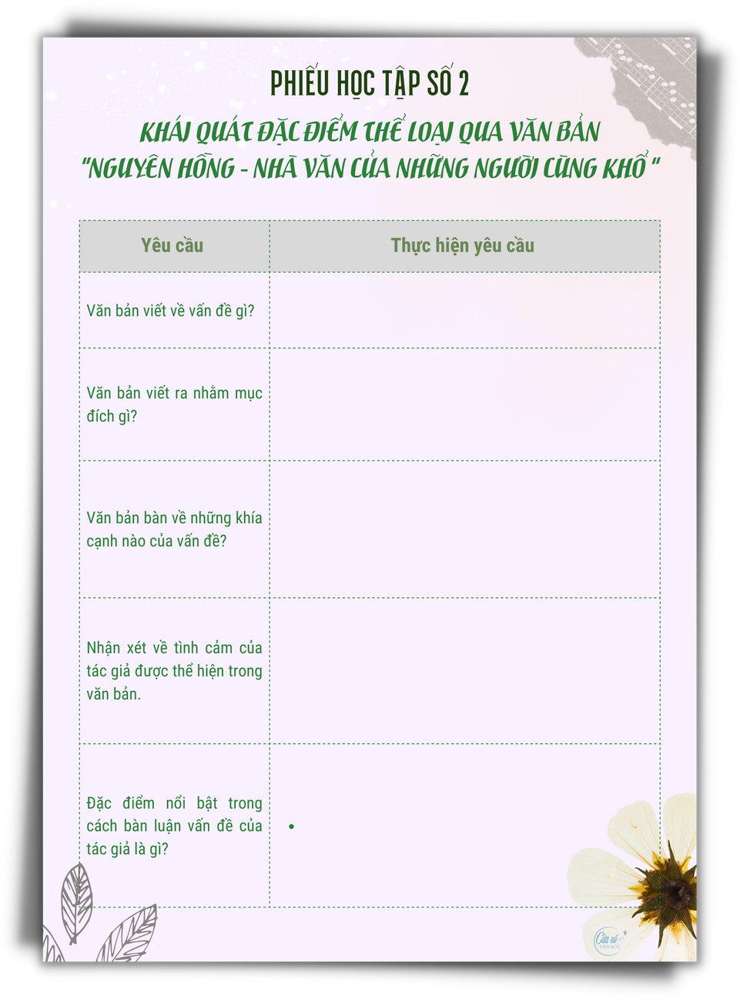 PHIẾU HỌC TẬP SỐ 2
KHÁI QUÁT ĐẶC ĐIỂM THỂ LOẠI QUA VĂN BẢN
"NGUYÊN HỒNG - NHÀ VĂN CỦA NHỮNG NGƯỜI CÙNG KHỔ "
Yêu cầu
Thực hiện yêu cầu
Văn bản viết về vấn đề gì?
Văn bản viết ra nhằm mục
đích gì?
Văn bản bàn về những khía
cạnh nào của vấn đề?
Nhận xét về tình cảm của
tác giả được thể hiện trong
văn bản.
Đặc điểm nổi bật trong
cách bàn luận vấn đề của
tác giả là gì?
•
Cửa sổ
VĂN HỌC